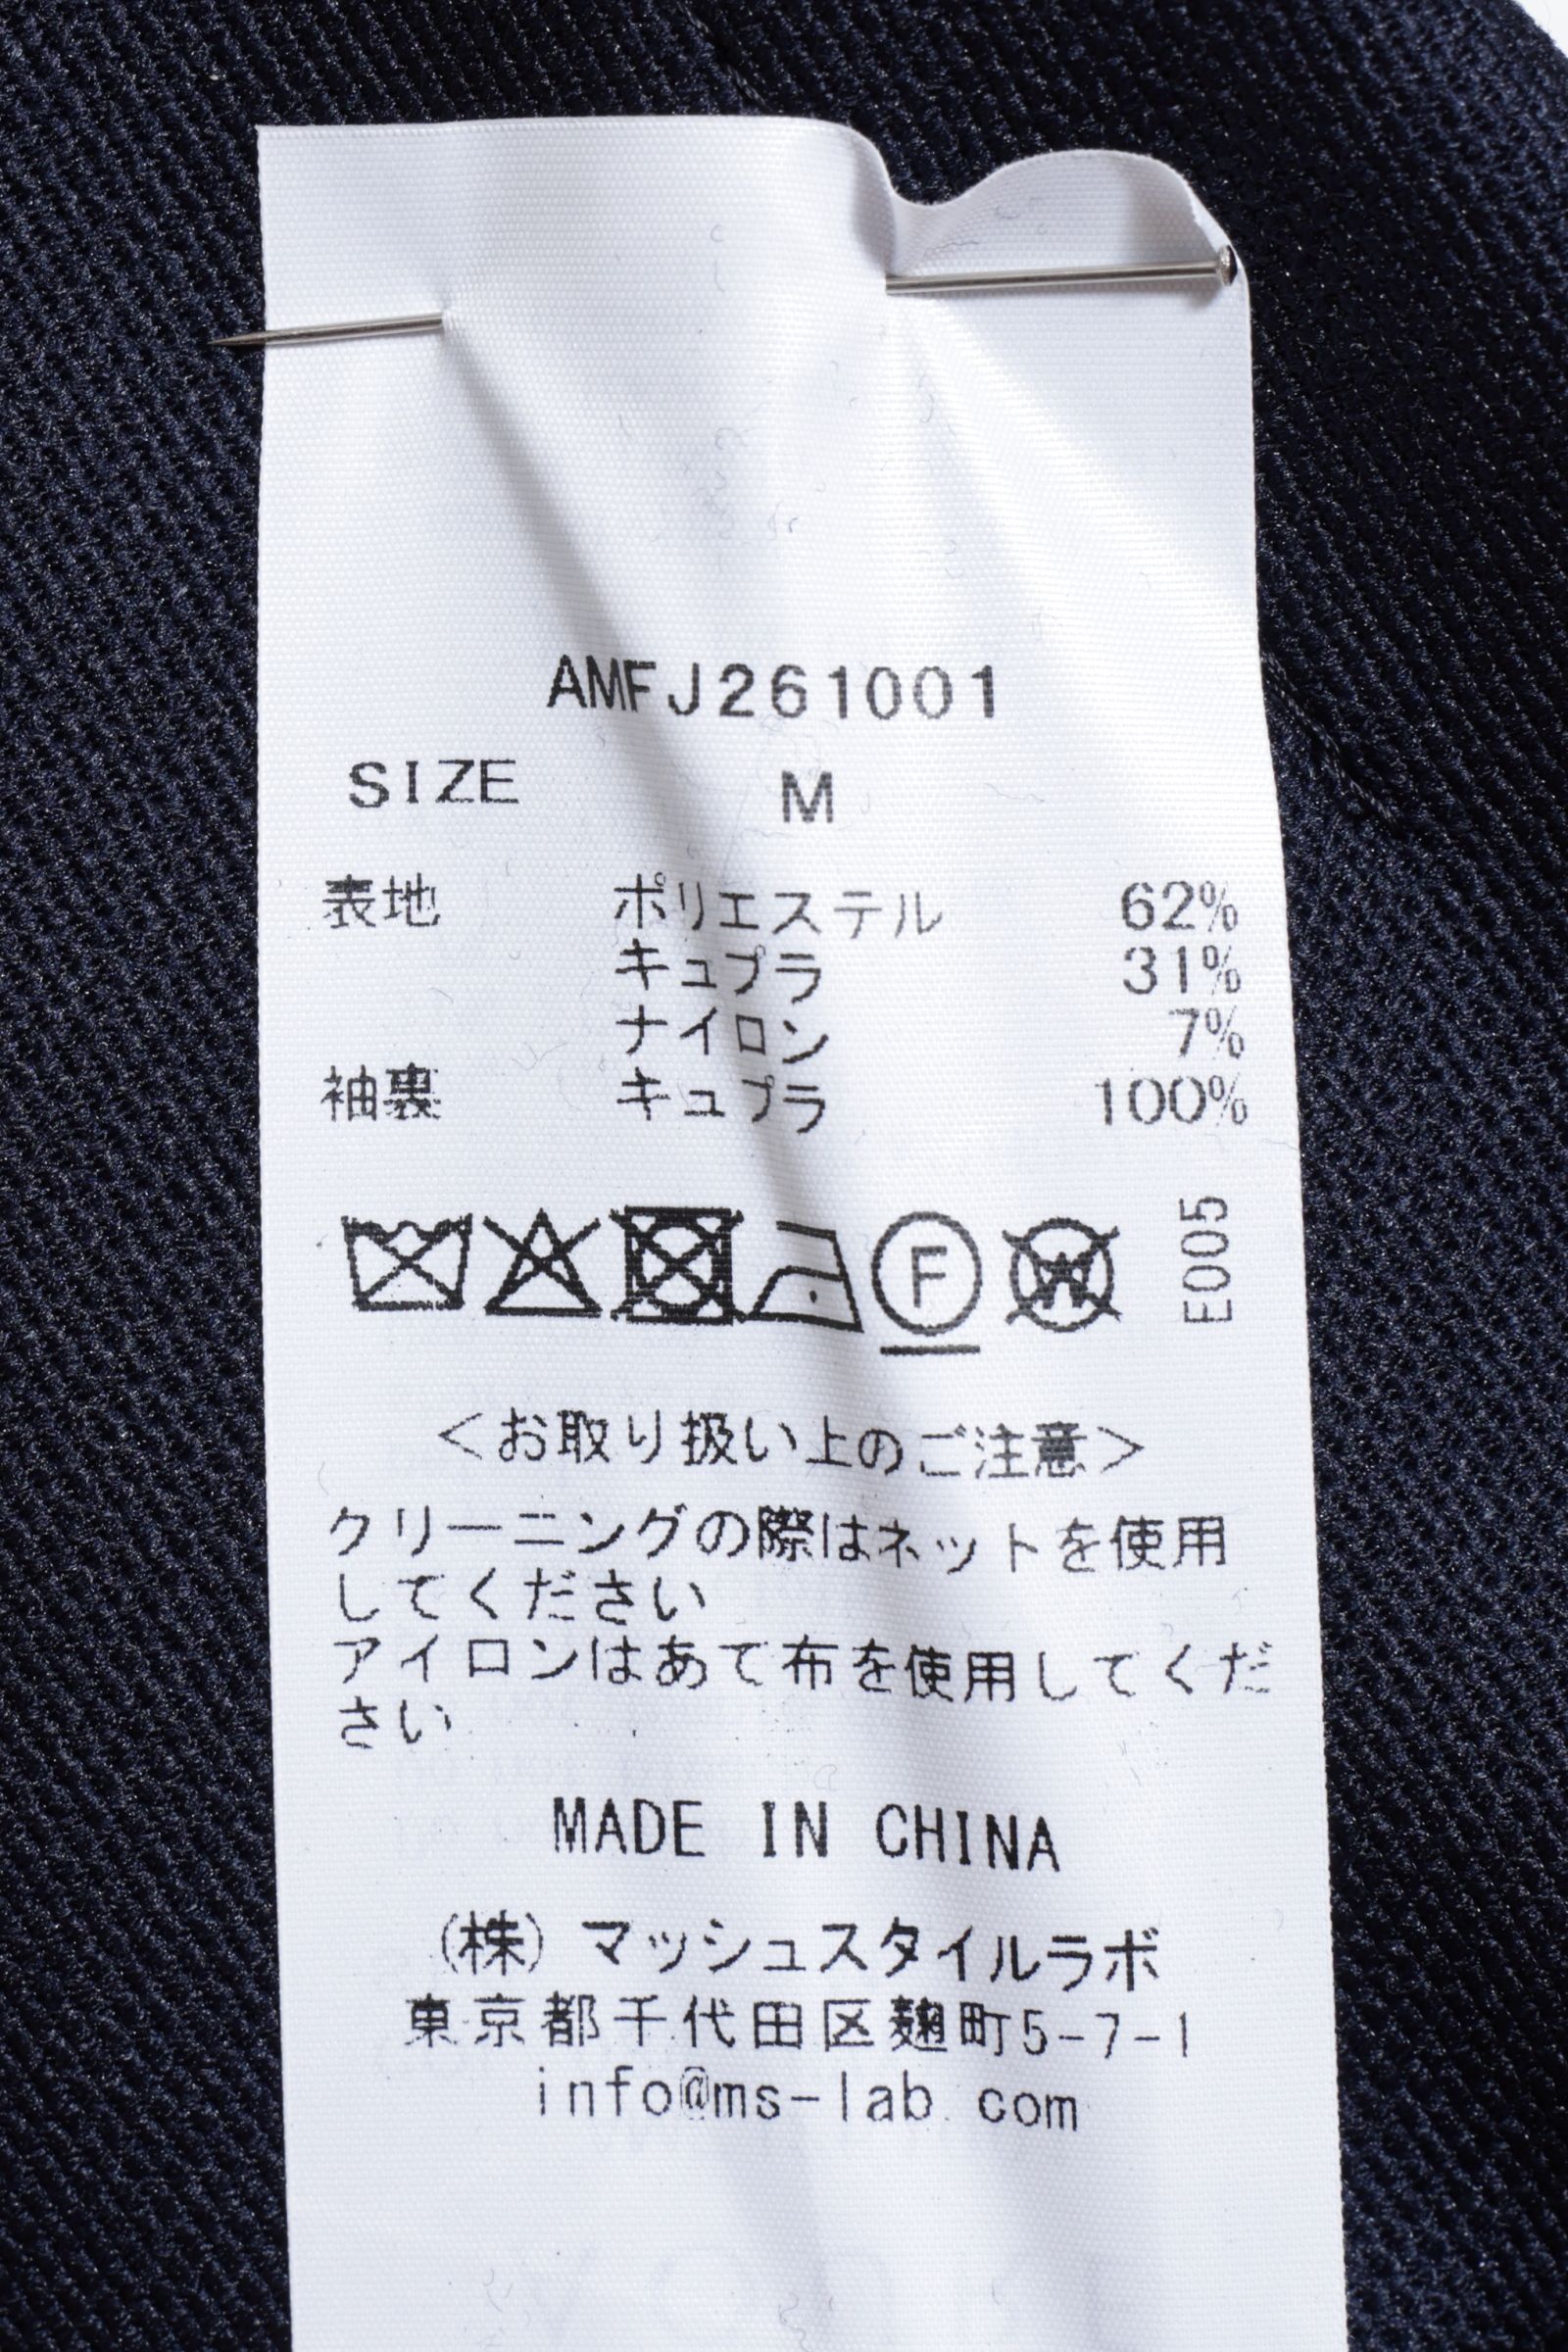 AMFJ261001
SIZE M
表地 ポリエステル 62%
キュプラ 31%
ナイロン 7%
袖裏 キュプラ 100%
F W E005
＜お取り扱い上のご注意＞
クリーニングの際はネットを使用
してください
アイロンはあて布を使用してくだ
さい
MADE IN CHINA
(株) マッシュスタイルラボ
東京都千代田区麹町5-7-1
info@ms-lab.com